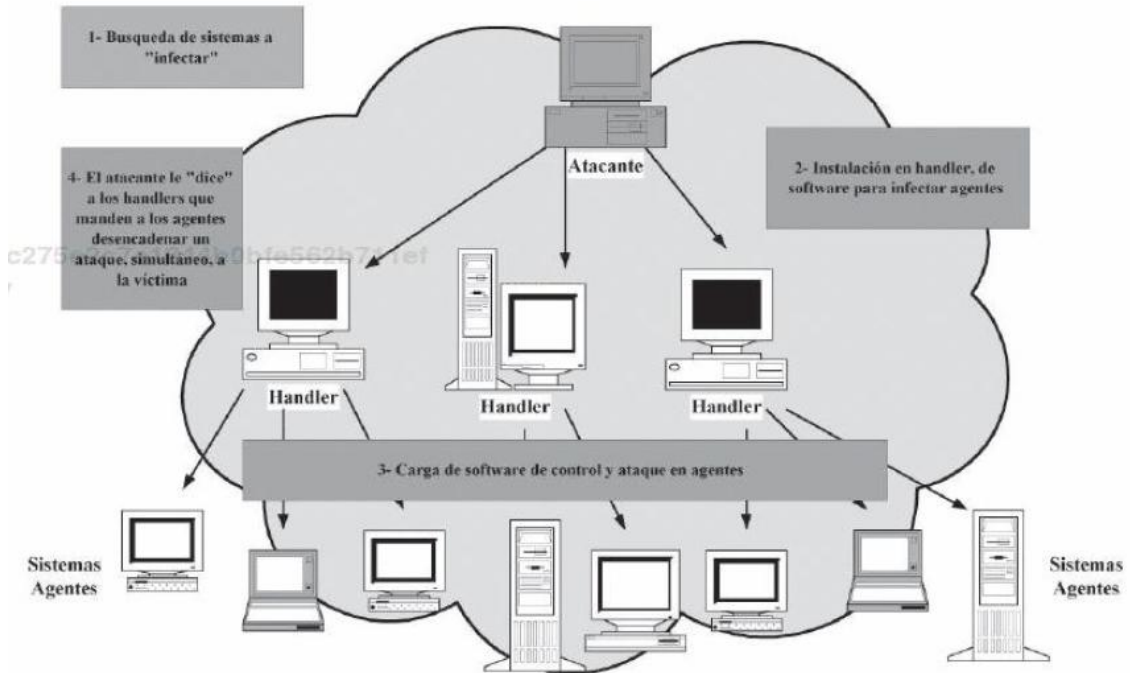 1- Busqueda de sistemas a
"infectar"
Atacante
2- Instalación en handler, de
software para infectar agentes
4- El atacante le "dice"
a los handlers que
manden a los agentes
desencadenar un
ataque, simultaneo, a
la víctima
Handler
Handler
Handler
3- Carga de software de control y ataque en agentes
Sistemas
Agentes
Sistemas
Agentes